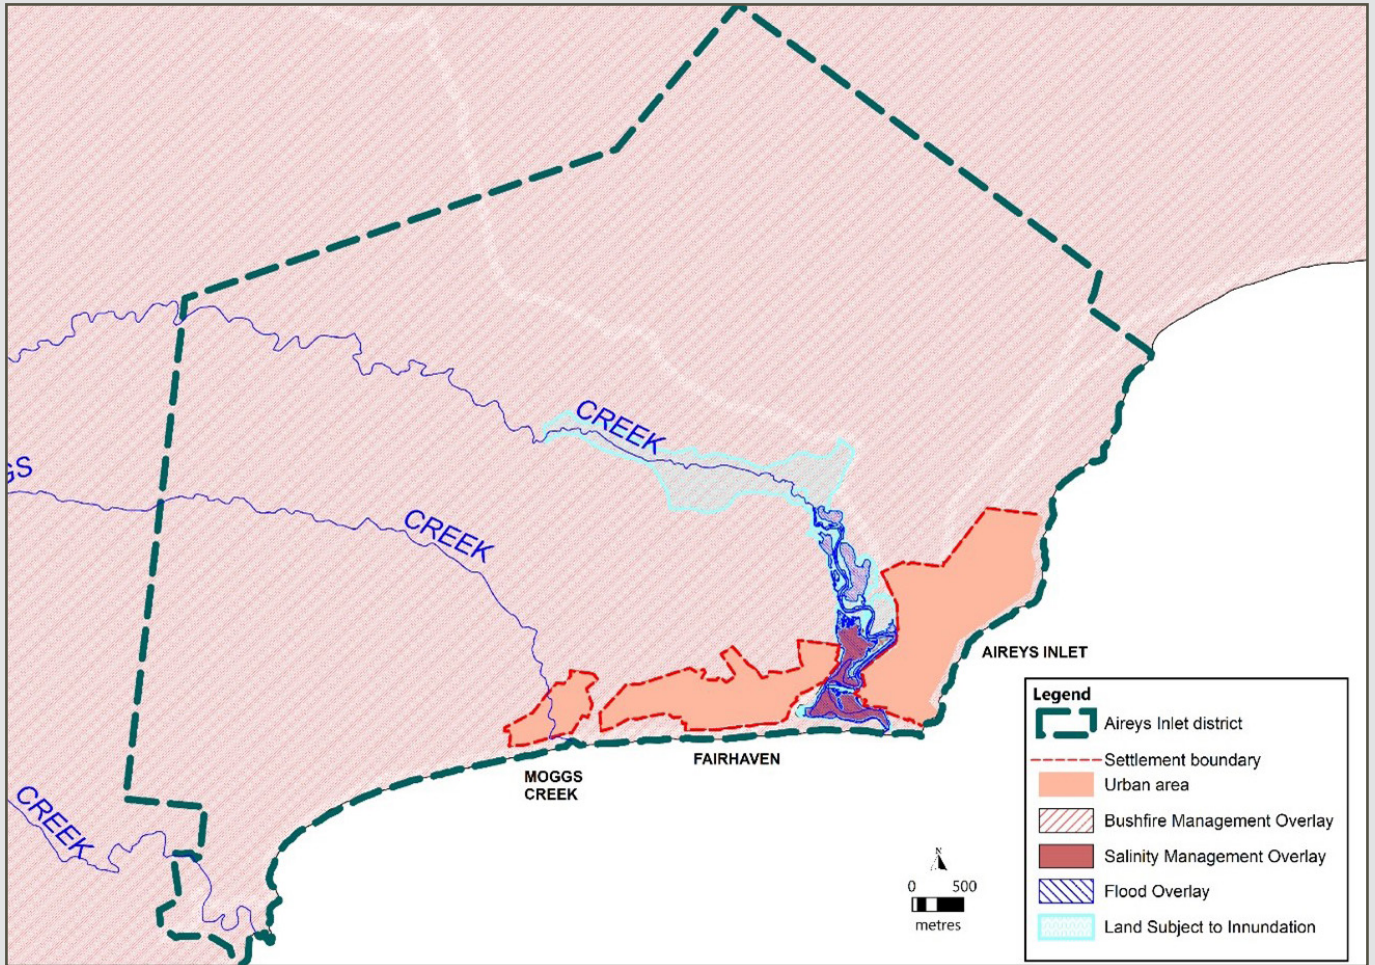 CREEK
GS
CREEK
CREEK
AIREYS INLET
FAIRHAVEN
MOGGS
CREEK
Legend
Aireys Inlet district
Settlement boundary
Urban area
Bushfire Management Overlay
Salinity Management Overlay
Flood Overlay
Land Subject to Innundation
N
0 500
metres